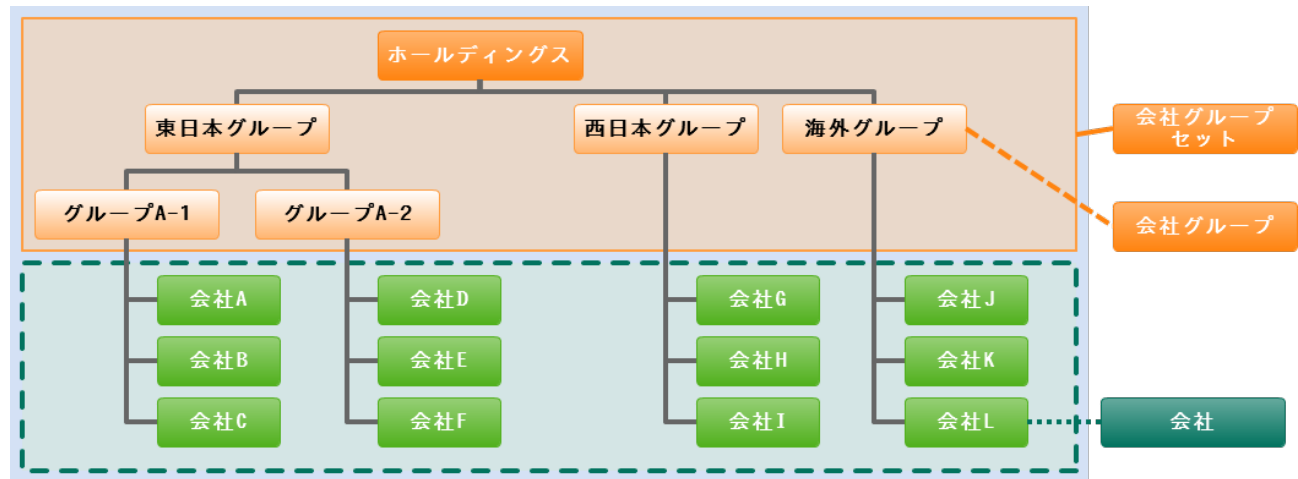 ホールディングス
東日本グループ
西日本グループ
海外グループ
会社グループ
セット
グループA-1
グループA-2
会社グループ
会社A
会社D
会社G
会社J
会社B
会社E
会社H
会社K
会社C
会社F
会社I
会社L
会社